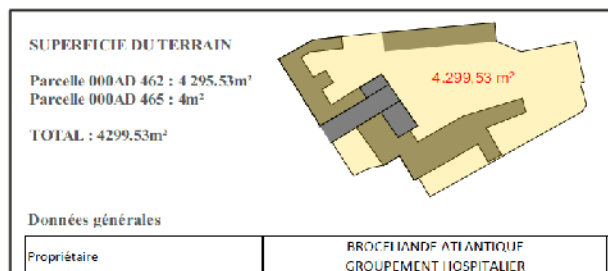 SUPERFICIE DU TERRAIN
Parcelle 000AD 462 : 4 295.53m²
Parcelle 000AD 465 : 4m²
TOTAL : 4299.53m²
4.299,53 m²
Données générales
Propriétaire
BROCELIANDE ATLANTIQUE
GROUPEMENT HOSPITALIER